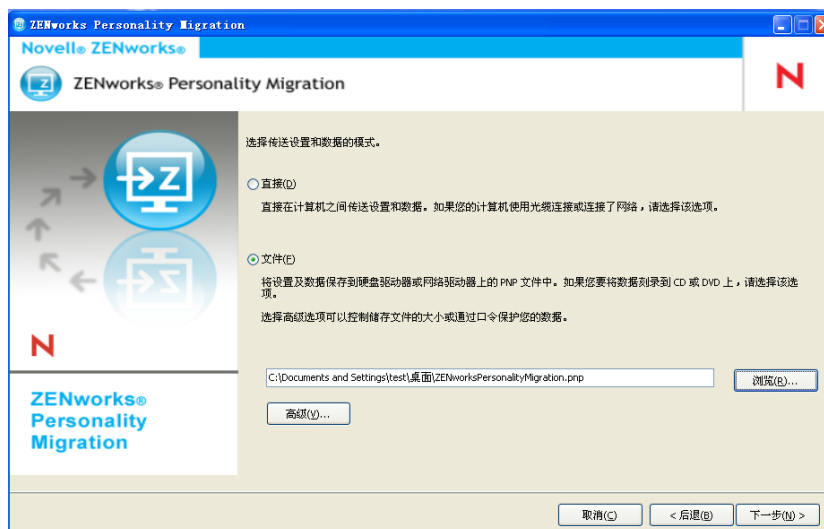 ZENworks Personality Migration
Novell® ZENworks®
ZENworks® Personality Migration
N
选择传送设置和数据的模式。
直接(D)
直接在计算机之间传送设置和数据。如果您的计算机使用光缆连接或连接了网络，请选择该选项。
文件(F)
将设置及数据保存到硬盘驱动器或网络驱动器上的 PNP 文件中。如果您要将数据刻录到 CD 或 DVD 上，请选择该选
项。
选择高级选项可以控制储存文件的大小或通过口令保护您的数据。
C:\Documents and Settings\test\桌面\ZENworksPersonalityMigration.pnp
浏览(R)...
高级(V)...
Z
N
ZENworks®
Personality
Migration
取消(C)
< 后退(B)
下一步(N) >